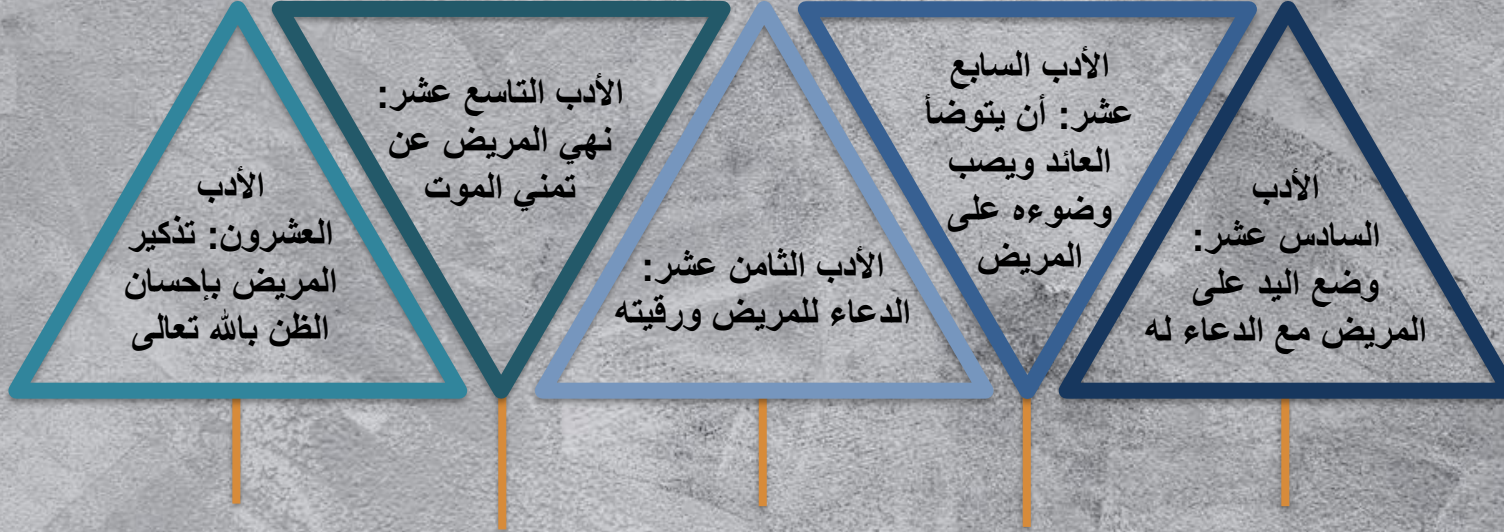 الأدب
السادس عشر:
وضع اليد على
المريض مع الدعاء له
الأدب السابع
عشر: أن يتوضأ
العائد ويصب
وضوءه على
المريض
الأدب الثامن عشر:
الدعاء للمريض ورقيته
الأدب التاسع عشر:
نهي المريض عن
تمني الموت
الأدب
العشرون: تذكير
المريض بإحسان
الظن بالله تعالى